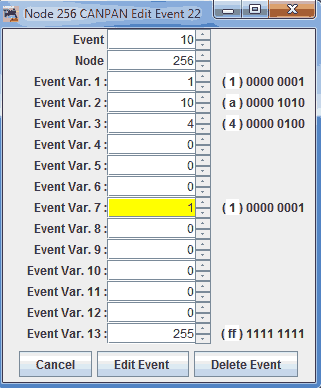 Node 256 CANPAN Edit Event 22
Event 10
Node 256
Event Var. 1 : 1 ( 1 ) 0000 0001
Event Var. 2 : 10 ( a ) 0000 1010
Event Var. 3 : 4 ( 4 ) 0000 0100
Event Var. 4 : 0
Event Var. 5 : 0
Event Var. 6 : 0
Event Var. 7 : 1 ( 1 ) 0000 0001
Event Var. 8 : 0
Event Var. 9 : 0
Event Var. 10 : 0
Event Var. 11 : 0
Event Var. 12 : 0
Event Var. 13 : 255 ( ff ) 1111 1111
Cancel Edit Event Delete Event